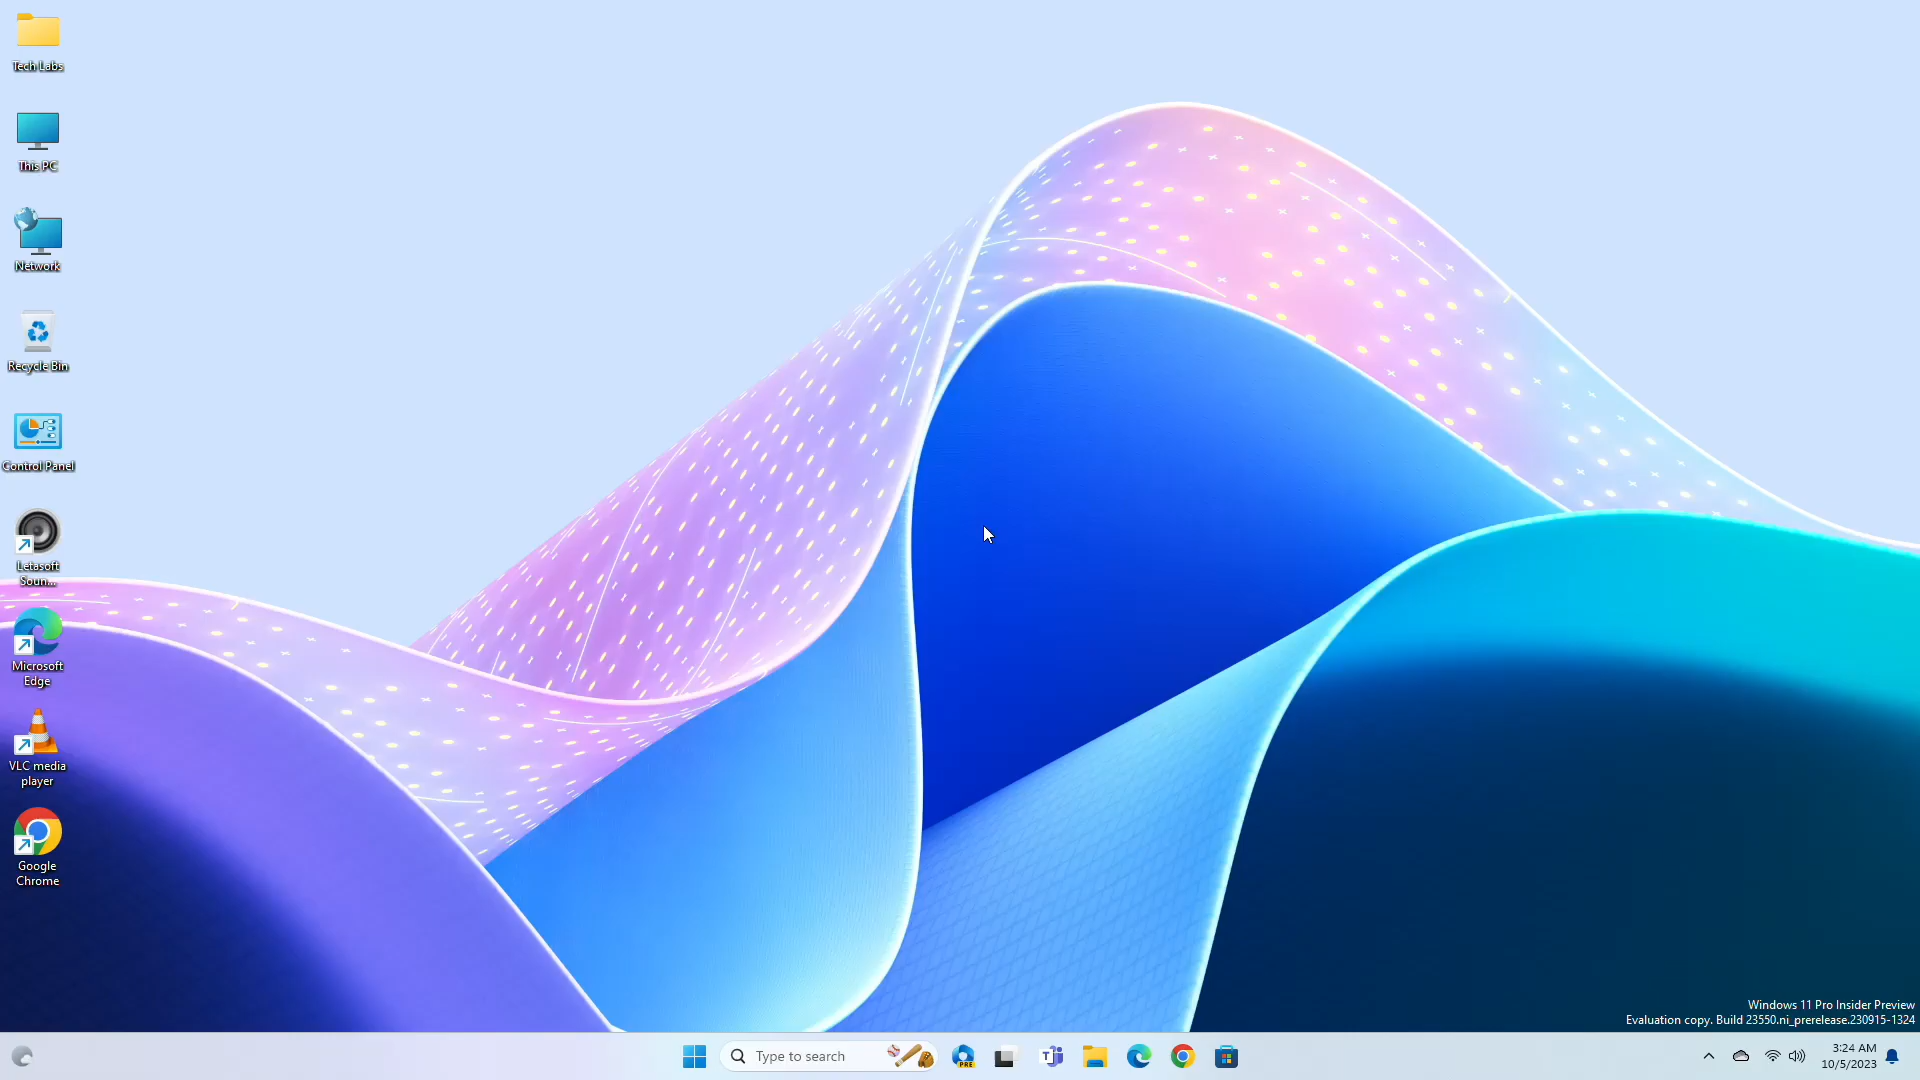 Tech Labs
This PC
Network
Recycle Bin
Control Panel
Letasoft
Soun...
Microsoft
Edge
VLC media
player
Google
Chrome
Windows 11 Pro Insider Preview
Evaluation copy. Build 23550.ni_prerelease.230915-1324
Type to search
PRE
T
3:24 AM
10/5/2023